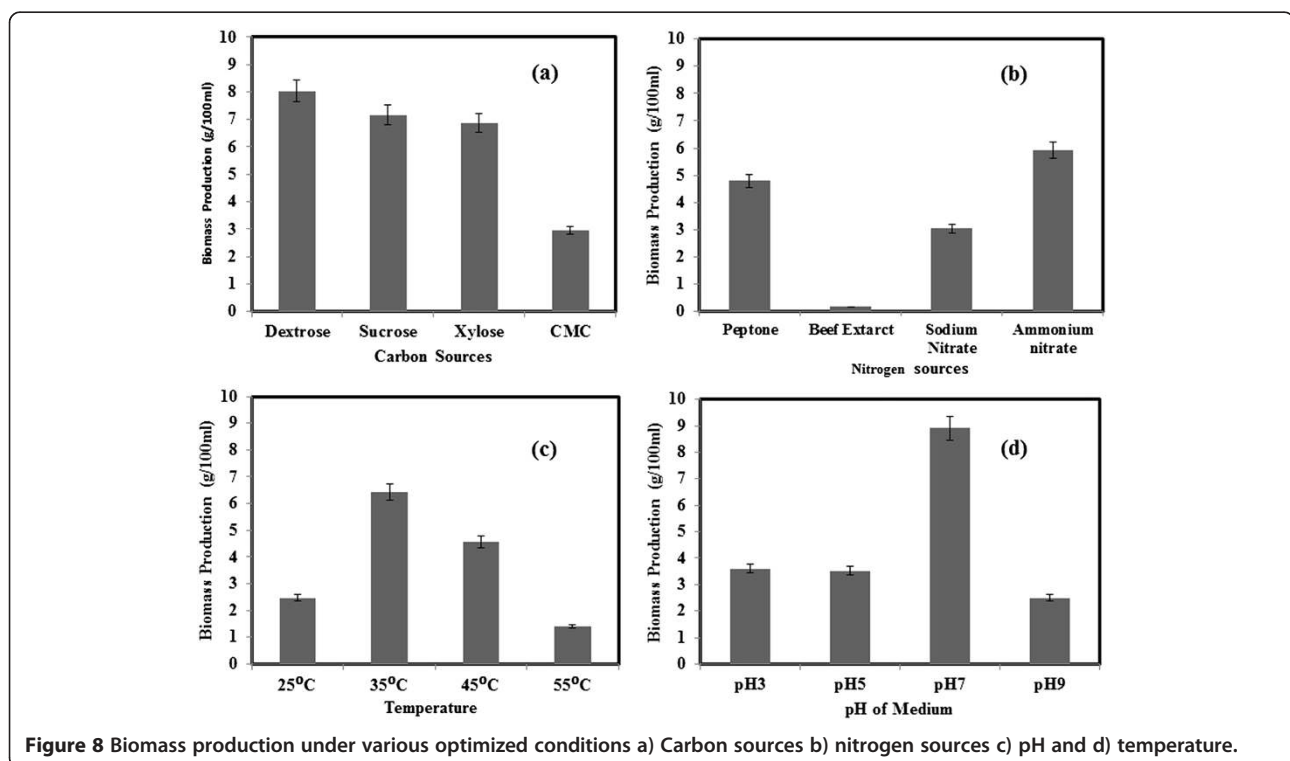 10
9
8
7
6
5
4
3
2
1
0
Biomass Production (g/100ml)
(a)
Dextrose Sucrose Xylose CMC
Carbon Sources
10
9
8
7
6
5
4
3
2
1
0
Biomass Production (g/100ml)
(b)
Peptone Beef Extarct Sodium Nitrate Ammonium nitrate
Nitrogen sources
10
9
8
7
6
5
4
3
2
1
0
Biomass Production (g/100ml)
(c)
25⁰C 35⁰C 45⁰C 55⁰C
Temperature
10
9
8
7
6
5
4
3
2
1
0
Biomass Production (g/100ml)
(d)
pH3 pH5 pH7 pH9
pH of Medium
Figure 8 Biomass production under various optimized conditions a) Carbon sources b) nitrogen sources c) pH and d) temperature.